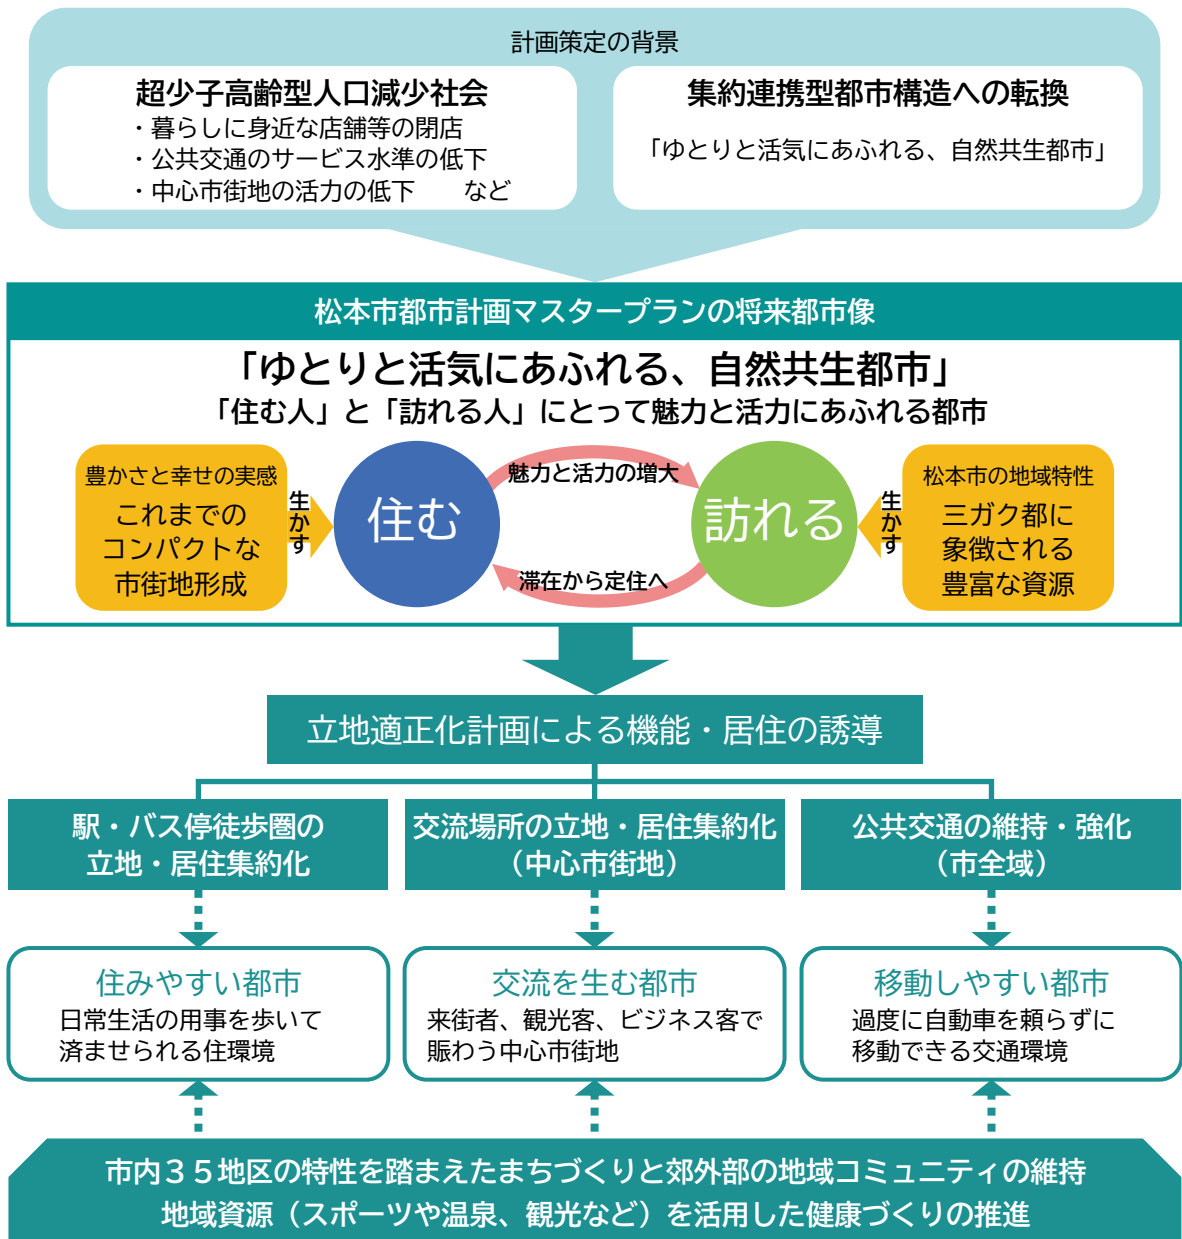 計画策定の背景
超少子高齢型人口減少社会
・暮らしに身近な店舗等の閉店
・公共交通のサービス水準の低下
・中心市街地の活力の低下　　など
集約連携型都市構造への転換
「ゆとりと活気にあふれる、自然共生都市」
松本市都市計画マスタープランの将来都市像
「ゆとりと活気にあふれる、自然共生都市」
「住む人」と「訪れる人」にとって魅力と活力にあふれる都市
豊かさと幸せの実感
これまでの
コンパクトな
市街地形成
生かす
住む
魅力と活力の増大
滞在から定住へ
訪れる
生かす
松本市の地域特性
三ガク都に
象徴される
豊富な資源
立地適正化計画による機能・居住の誘導
駅・バス停徒歩圏の
立地・居住集約化
交流場所の立地・居住集約化
（中心市街地）
公共交通の維持・強化
（市全域）
住みやすい都市
日常生活の用事を歩いて
済ませられる住環境
交流を生む都市
来街者、観光客、ビジネス客で
賑わう中心市街地
移動しやすい都市
過度に自動車を頼らずに
移動できる交通環境
市内３５地区の特性を踏まえたまちづくりと郊外部の地域コミュニティの維持
地域資源（スポーツや温泉、観光など）を活用した健康づくりの推進